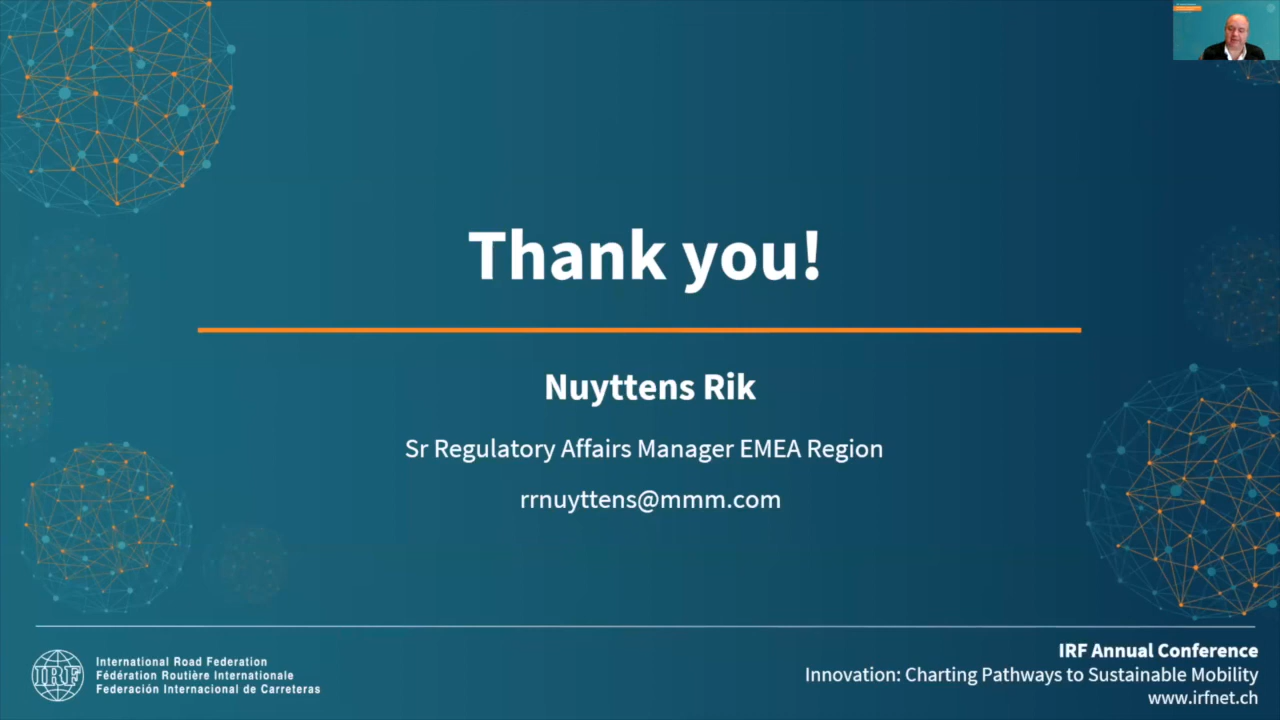 Thank you!
Nuyttens Rik
Sr Regulatory Affairs Manager EMEA Region
rrnuyttens@mmm.com
IRF
International Road Federation
Fédération Routière Internationale
Federación Internacional de Carreteras
IRF Annual Conference
Innovation: Charting Pathways to Sustainable Mobility
www.irfnet.ch